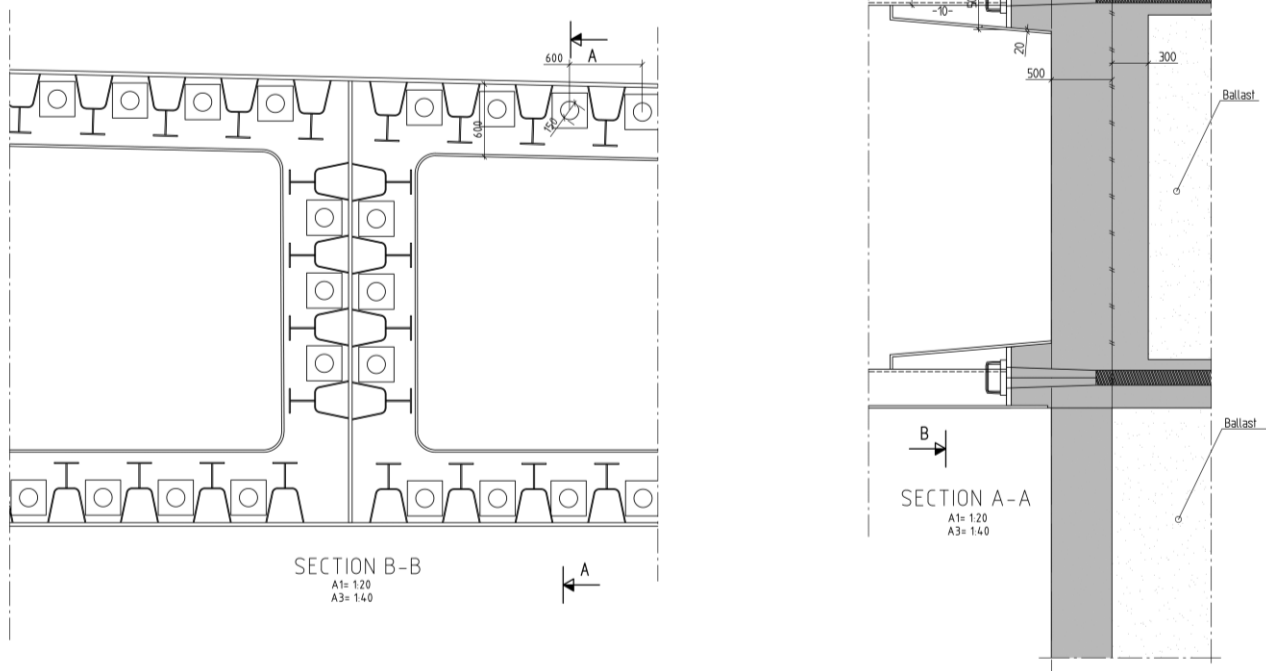 A
600
600
150
SECTION B-B
A1= 1:20
A3= 1:40
A
-10-
20
500
300
Ballast
Ballast
B
SECTION A-A
A1= 1:20
A3= 1:40